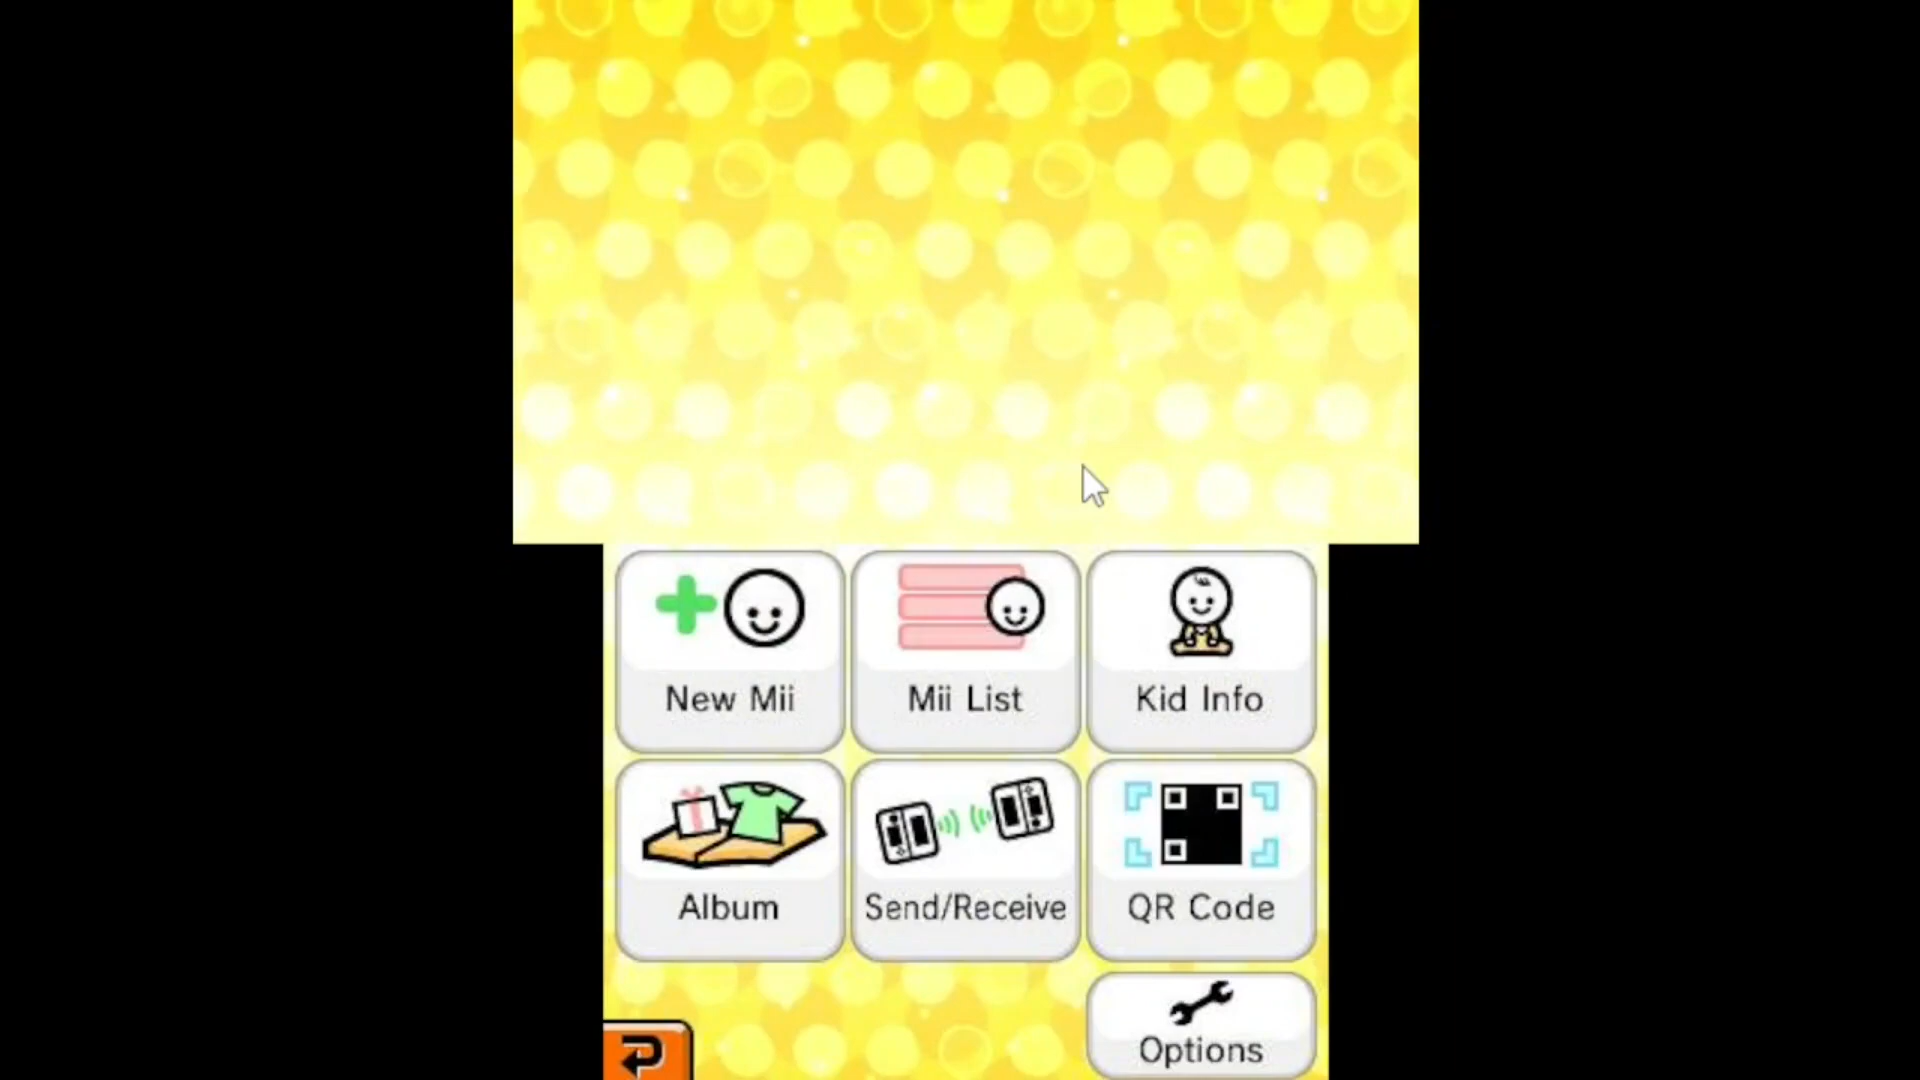 New Mii
Mii List
Kid Info
Album
Send/Receive
QR Code
Options